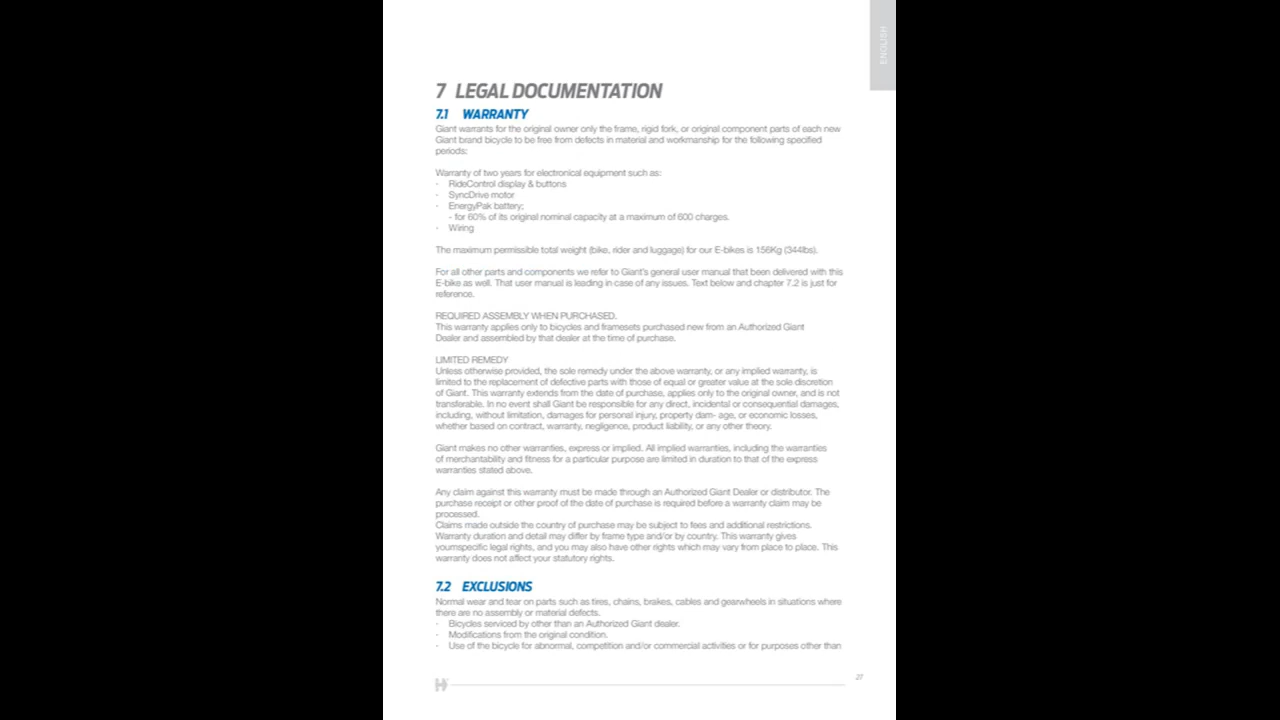 ENGLISH
7 LEGAL DOCUMENTATION
7.1 WARRANTY
Giant warrants for the original owner only the frame, rigid fork, or original component parts of each new
Giant brand bicycle to be free from defects in material and workmanship for the following specified
periods:
Warranty of two years for electronical equipment such as:
· RideControl display & buttons
· SyncDrive motor
· EnergyPak battery;
- for 60% of its original nominal capacity at a maximum of 600 charges.
· Wiring
The maximum permissible total weight (bike, rider and luggage) for our E-bikes is 156Kg (344lbs).
For all other parts and components we refer to Giant's general user manual that been delivered with this
E-bike as well. That user manual is leading in case of any issues. Text below and chapter 7.2 is just for
reference.
REQUIRED ASSEMBLY WHEN PURCHASED.
This warranty applies only to bicycles and framesets purchased new from an Authorized Giant
Dealer and assembled by that dealer at the time of purchase.
LIMITED REMEDY
Unless otherwise provided, the sole remedy under the above warranty, or any implied warranty, is
limited to the replacement of defective parts with those of equal or greater value at the sole discretion
of Giant. This warranty extends from the date of purchase, applies only to the original owner, and is not
transferable. In no event shall Giant be responsible for any direct, incidental or consequential damages,
including, without limitation, damages for personal injury, property dam- age, or economic losses,
whether based on contract, warranty, negligence, product liability, or any other theory.
Giant makes no other warranties, express or implied. All implied warranties, including the warranties
of merchantability and fitness for a particular purpose are limited in duration to that of the express
warranties stated above.
Any claim against this warranty must be made through an Authorized Giant Dealer or distributor. The
purchase receipt or other proof of the date of purchase is required before a warranty claim may be
processed.
Claims made outside the country of purchase may be subject to fees and additional restrictions.
Warranty duration and detail may differ by frame type and/or by country. This warranty gives
yournspecific legal rights, and you may also have other rights which may vary from place to place. This
warranty does not affect your statutory rights.
7.2 EXCLUSIONS
Normal wear and tear on parts such as tires, chains, brakes, cables and gearwheels in situations where
there are no assembly or material defects.
· Bicycles serviced by other than an Authorized Giant dealer.
· Modifications from the original condition.
· Use of the bicycle for abnormal, competition and/or commercial activities or for purposes other than
27